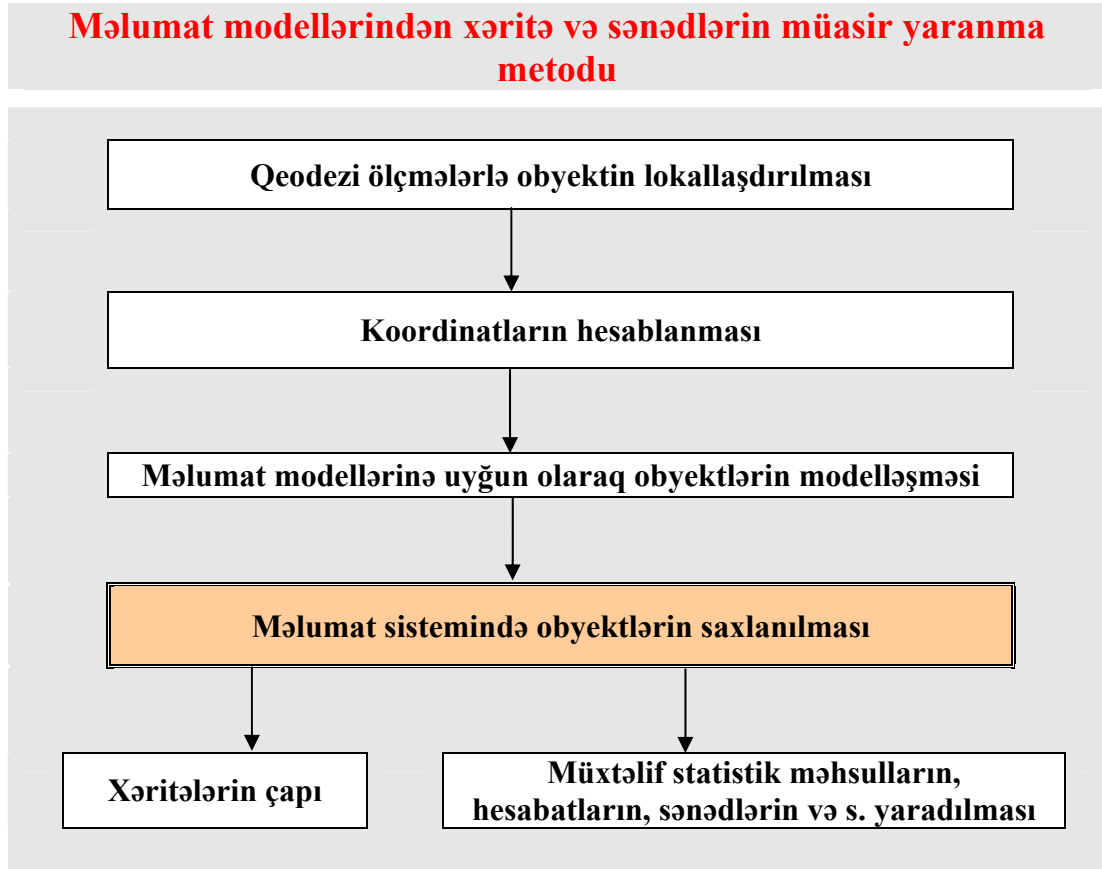 Məlumat modellərindən xəritə və sənədlərin müasir yaranma
metodu
Qeodezi ölçmələrlə obyektin lokallaşdırılması
Koordinatların hesablanması
Məlumat modellərinə uyğun olaraq obyektlərin modelləşməsi
Məlumat sistemində obyektlərin saxlanılması
Xəritələrin çapı
Müxtəlif statistik məhsulların,
hesabatların, sənədlərin və s. yaradılması